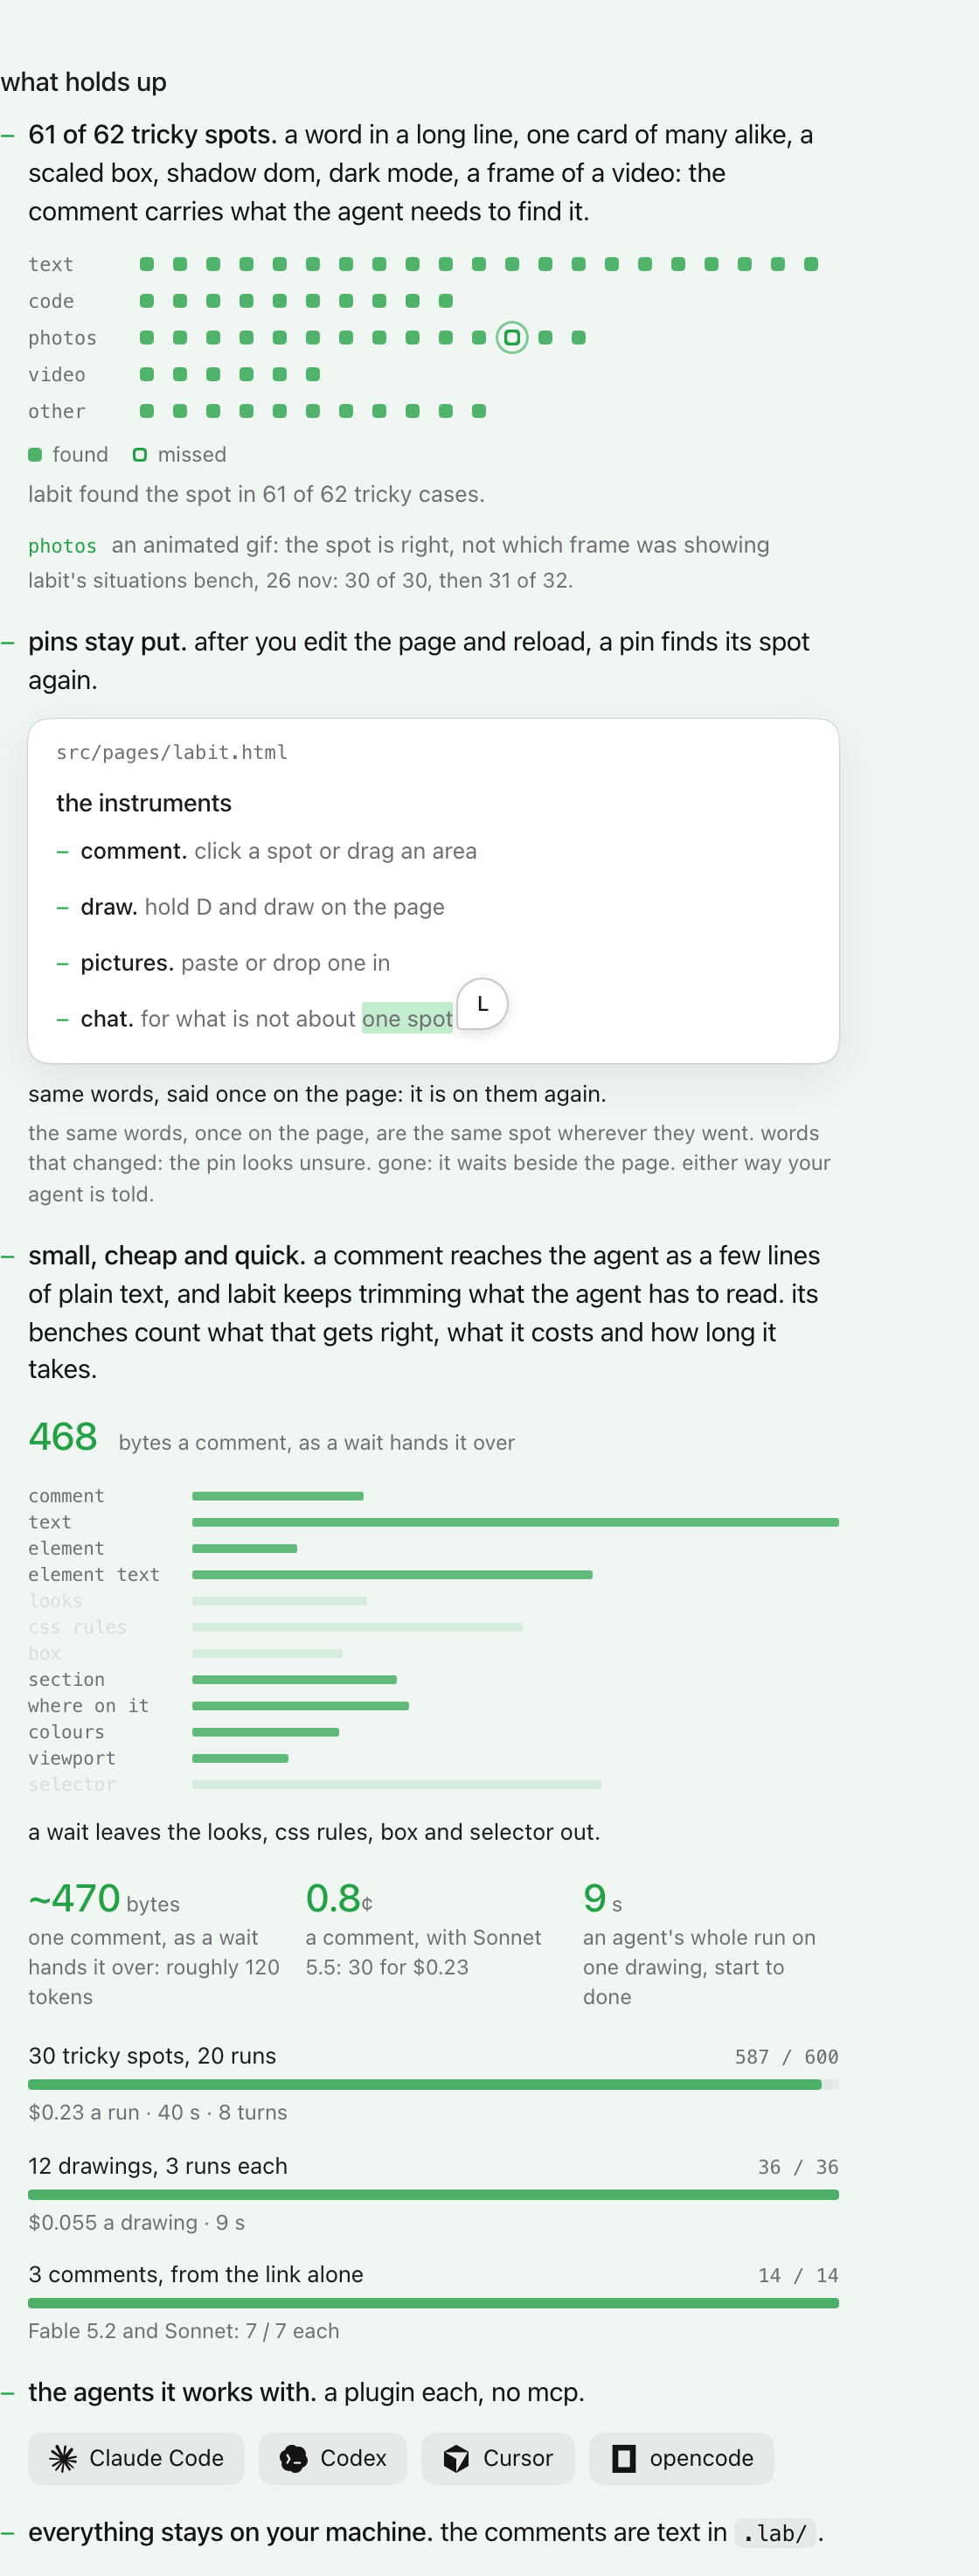 what holds up
– 61 of 62 tricky spots. a word in a long line, one card of many alike, a
scaled box, shadow dom, dark mode, a frame of a video: the
comment carries what the agent needs to find it.
text
code
photos
video
other
found missed
labit found the spot in 61 of 62 tricky cases.
photos an animated gif: the spot is right, not which frame was showing
labit's situations bench, 26 nov: 30 of 30, then 31 of 32.
– pins stay put. after you edit the page and reload, a pin finds its spot
again.
src/pages/labit.html
the instruments
– comment. click a spot or drag an area
– draw. hold D and draw on the page
– pictures. paste or drop one in
– chat. for what is not about one spot L
same words, said once on the page: it is on them again.
the same words, once on the page, are the same spot wherever they went. words
that changed: the pin looks unsure. gone: it waits beside the page. either way your
agent is told.
– small, cheap and quick. a comment reaches the agent as a few lines
of plain text, and labit keeps trimming what the agent has to read. its
benches count what that gets right, what it costs and how long it
takes.
468 bytes a comment, as a wait hands it over
comment
text
element
element text
looks
css rules
box
section
where on it
colours
viewport
selector
a wait leaves the looks, css rules, box and selector out.
~470 bytes
one comment, as a wait
hands it over: roughly 120
tokens
0.8¢
a comment, with Sonnet
5.5: 30 for $0.23
9 s
an agent's whole run on
one drawing, start to
done
30 tricky spots, 20 runs 587 / 600
$0.23 a run · 40 s · 8 turns
12 drawings, 3 runs each 36 / 36
$0.055 a drawing · 9 s
3 comments, from the link alone 14 / 14
Fable 5.2 and Sonnet: 7 / 7 each
– the agents it works with. a plugin each, no mcp.
Claude Code Codex Cursor opencode
– everything stays on your machine. the comments are text in .lab/.